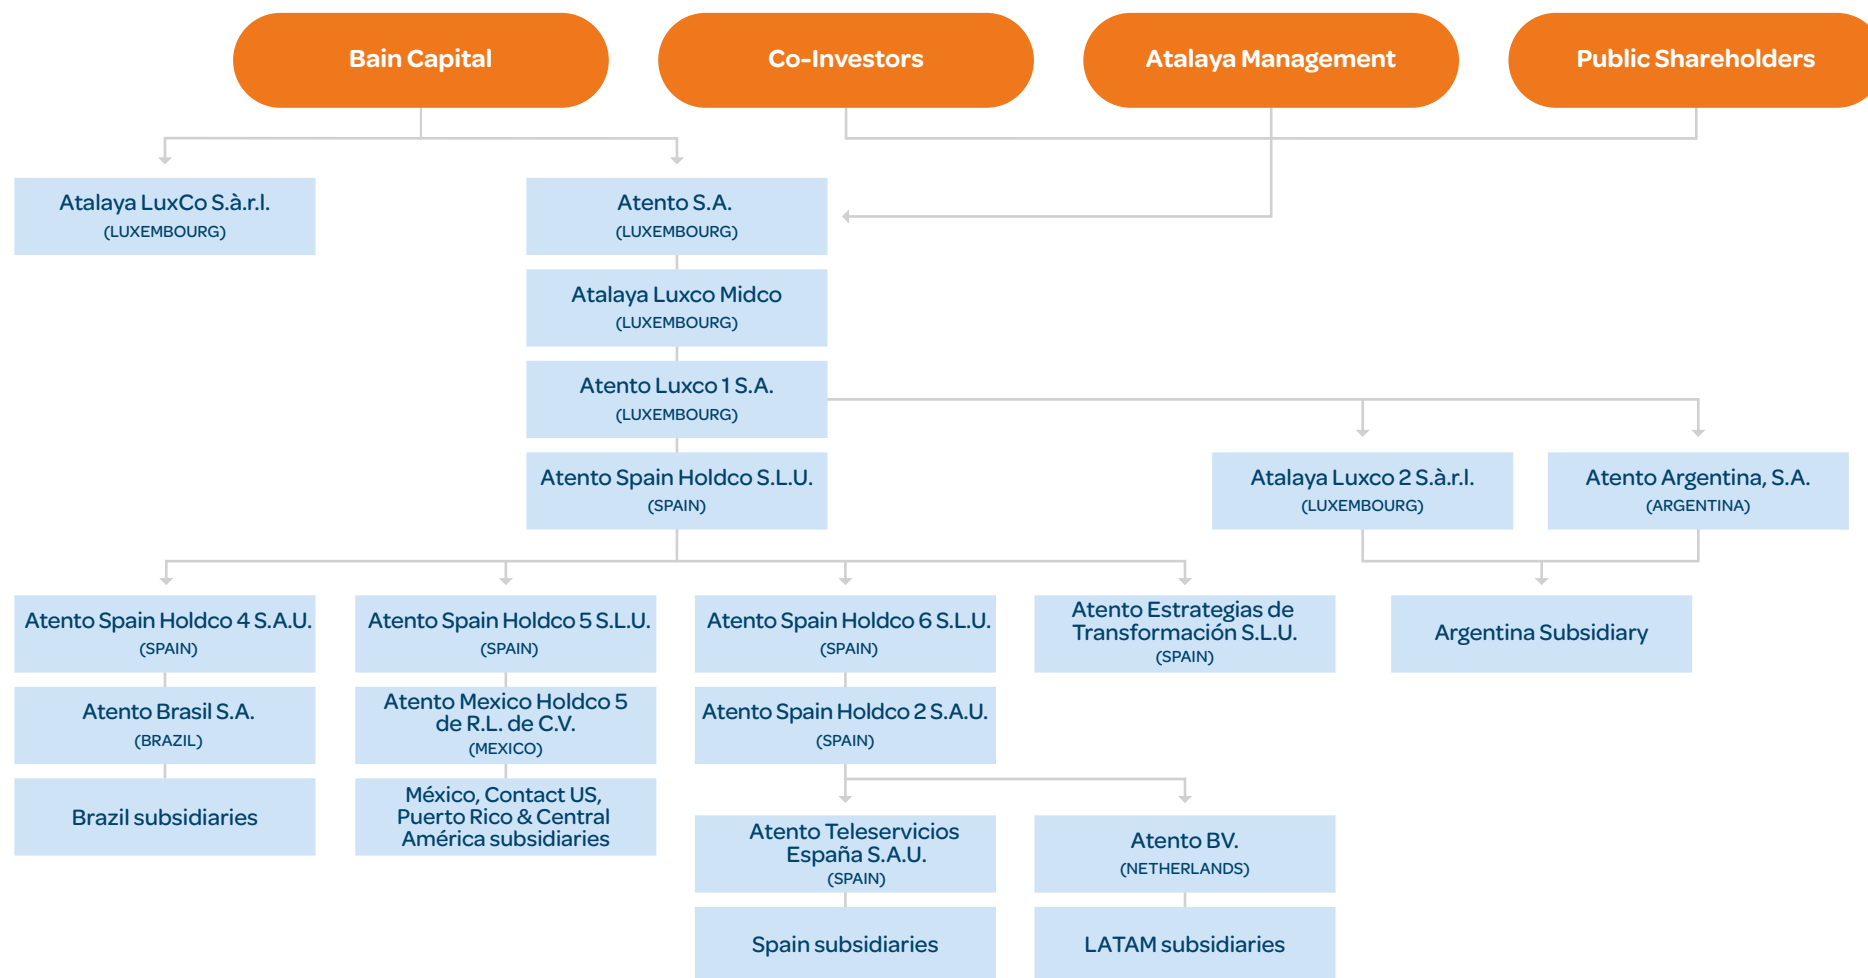 Bain Capital
Co-Investors
Atalaya Management
Public Shareholders
Atalaya LuxCo S.à.r.l.
(LUXEMBOURG)
Atento S.A.
(LUXEMBOURG)
Atalaya Luxco Midco
(LUXEMBOURG)
Atento Luxco 1 S.A.
(LUXEMBOURG)
Atento Spain Holdco S.L.U.
(SPAIN)
Atalaya Luxco 2 S.à.r.l.
(LUXEMBOURG)
Atento Argentina, S.A.
(ARGENTINA)
Atento Spain Holdco 4 S.A.U.
(SPAIN)
Atento Spain Holdco 5 S.L.U.
(SPAIN)
Atento Spain Holdco 6 S.L.U.
(SPAIN)
Atento Estrategias de
Transformación S.L.U.
(SPAIN)
Argentina Subsidiary
Atento Brasil S.A.
(BRAZIL)
Atento Mexico Holdco 5
de R.L. de C.V.
(MEXICO)
Atento Spain Holdco 2 S.A.U.
(SPAIN)
Brazil subsidiaries
México, Contact US,
Puerto Rico & Central
América subsidiaries
Atento Teleservicios
España S.A.U.
(SPAIN)
Atento BV.
(NETHERLANDS)
Spain subsidiaries
LATAM subsidiaries